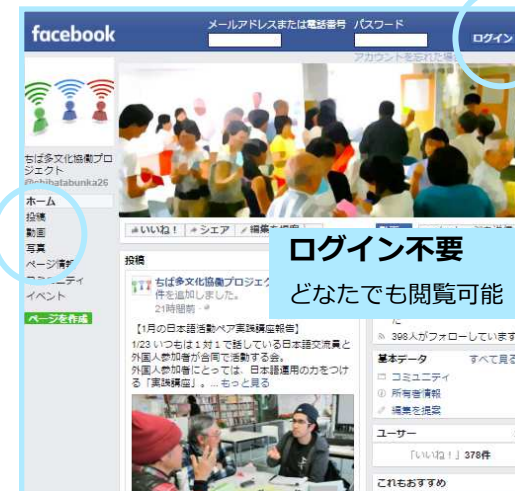 facebook
メールアドレスまたは電話番号 パスワード
ログイン
アカウントを忘れた場合
ちば多文化協働プロ
ジェクト
@chibatabunka26
ホーム
投稿
動画
写真
ページ情報
コミュニティ
イベント
ページを作成
いいね! シェア 編集を提案
ログイン不要
どなたでも閲覧可能
投稿
ちば多文化協働プロジェク
件を追加しました。
21時間前
【1月の日本語活動ペア実践講座報告】
1/23 いつもは1対1で話している日本語交流員と
外国人参加者が合同で活動する会。
外国人参加者にとっては、日本語運用の力をつけ
る「実践講座」。... もっと見る
398人がフォローしています
基本データ すべて見る
コミュニティ
所有者情報
編集を提案
ユーザー
「いいね!」378件
これもおすすめ